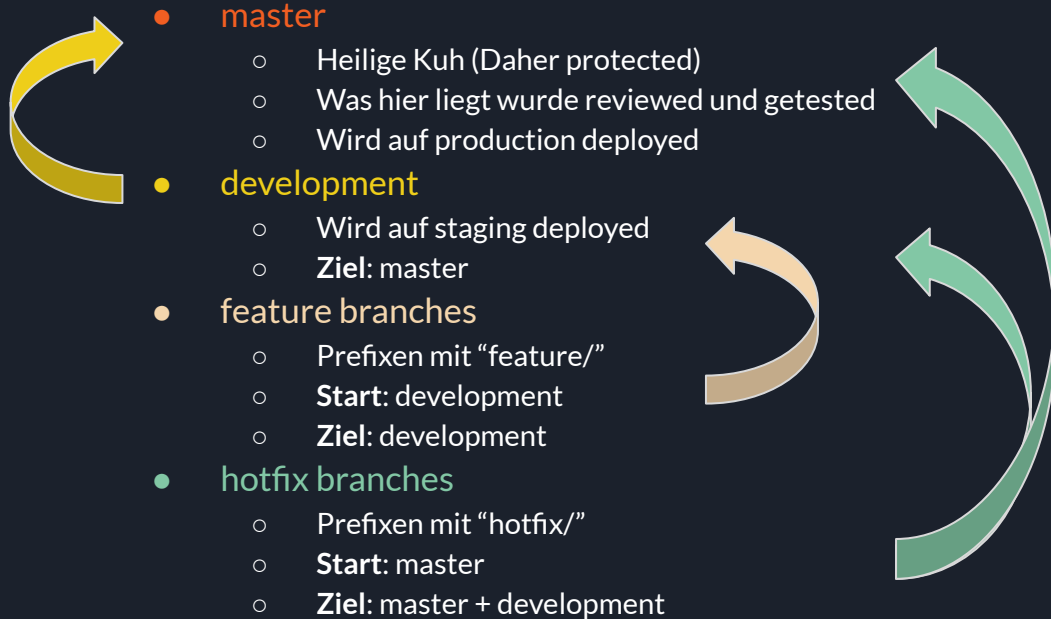 ● master
○ Heilige Kuh (Daher protected)
○ Was hier liegt wurde reviewed und getested
○ Wird auf production deployed
● development
○ Wird auf staging deployed
○ Ziel: master
● feature branches
○ Prefixen mit “feature/”
○ Start: development
○ Ziel: development
● hotfix branches
○ Prefixen mit “hotfix/”
○ Start: master
○ Ziel: master + development